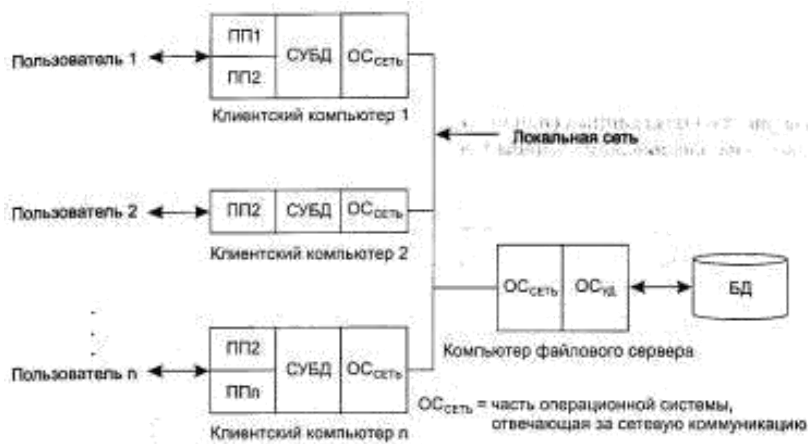 ПП1
Пользователь 1
СУБД
ОСсеть
ПП2
Клиентский компьютер 1
Локальная сеть
Пользователь 2
ПП2
СУБД
ОСсеть
Клиентский компьютер 2
ОСсеть
ОСУД
БД
Компьютер файлового сервера
ПП2
Пользователь n
СУБД
ОСсеть
ППn
Клиентский компьютер n
ОСсеть = часть операционной системы,
отвечающая за сетевую коммуникацию